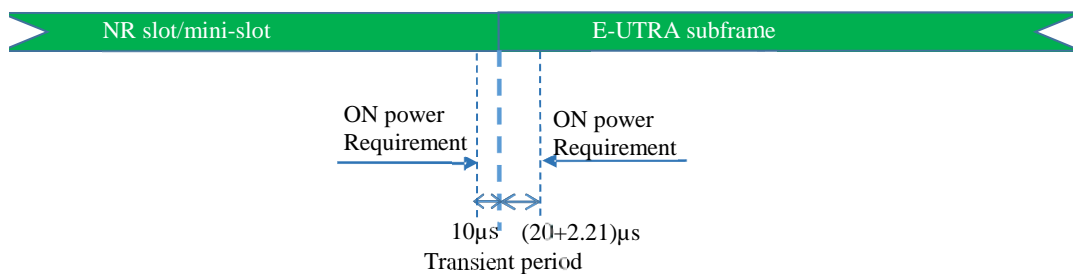 NR slot/mini-slot
E-UTRA subframe
ON power
Requirement
ON power
Requirement
10µs
(20+2.21)µs
Transient period